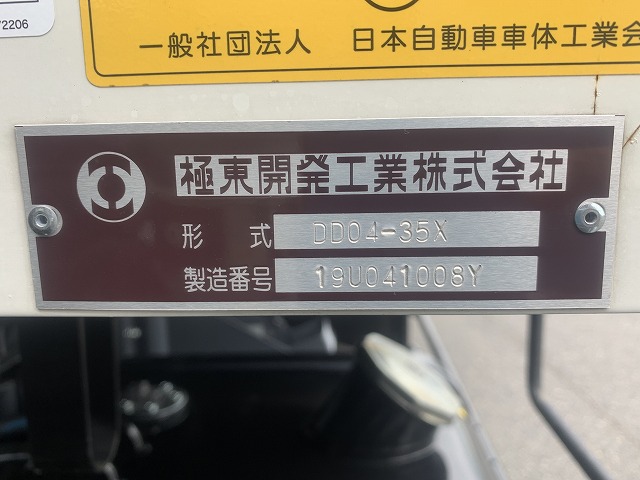 2206
一般社団法人 日本自動車車体工業会
極東開発工業株式会社
形式 DD04-35X
製造番号 19U041008Y